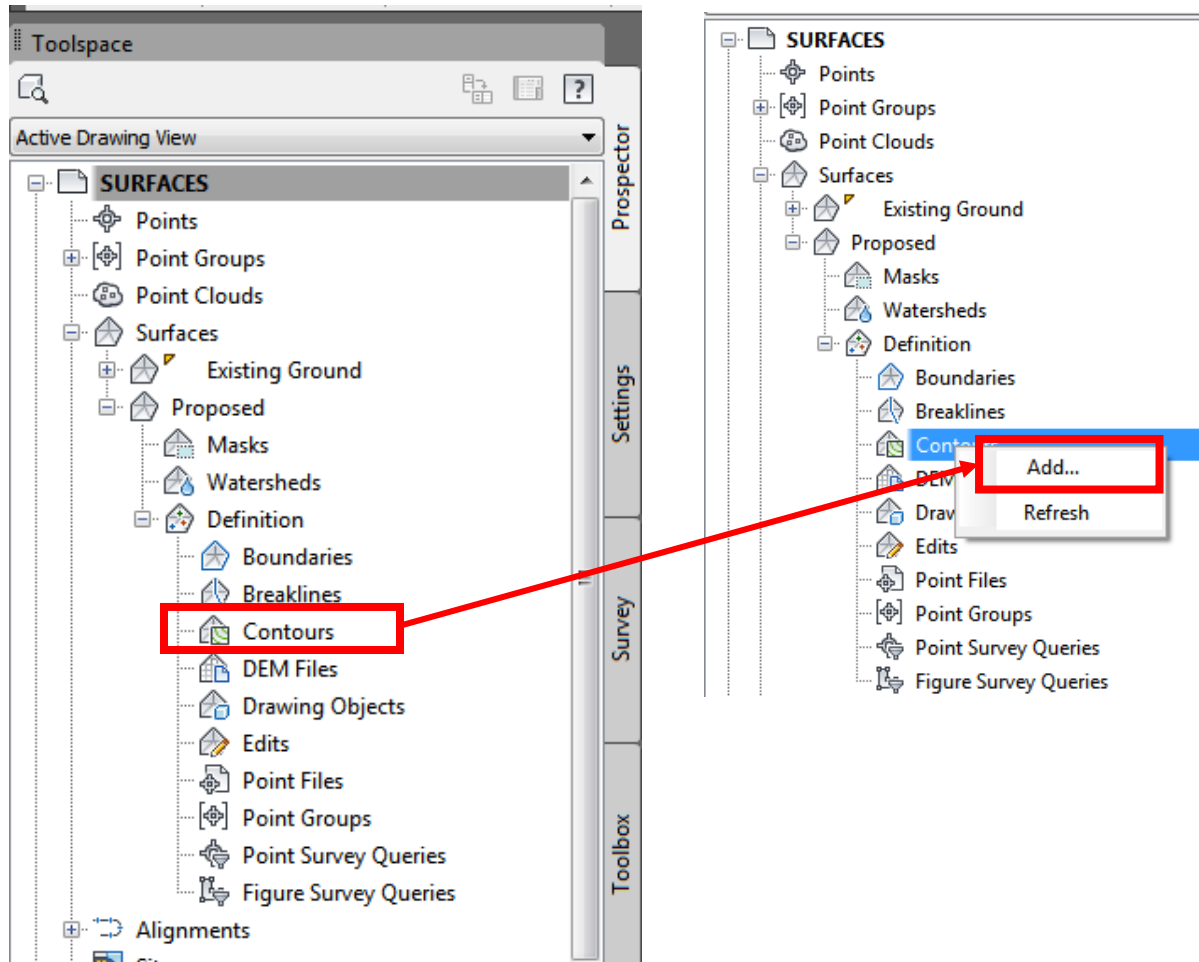 Toolspace
?
Active Drawing View
SURFACES
Points
Point Groups
Point Clouds
Surfaces
Existing Ground
Proposed
Masks
Watersheds
Definition
Boundaries
Breaklines
Contours
DEM Files
Drawing Objects
Edits
Point Files
Point Groups
Point Survey Queries
Figure Survey Queries
Alignments
Prospector
Settings
Survey
Toolbox
SURFACES
Points
Point Groups
Point Clouds
Surfaces
Existing Ground
Proposed
Masks
Watersheds
Definition
Boundaries
Breaklines
Add...
DEM
Refresh
Edits
Point Files
Point Groups
Point Survey Queries
Figure Survey Queries